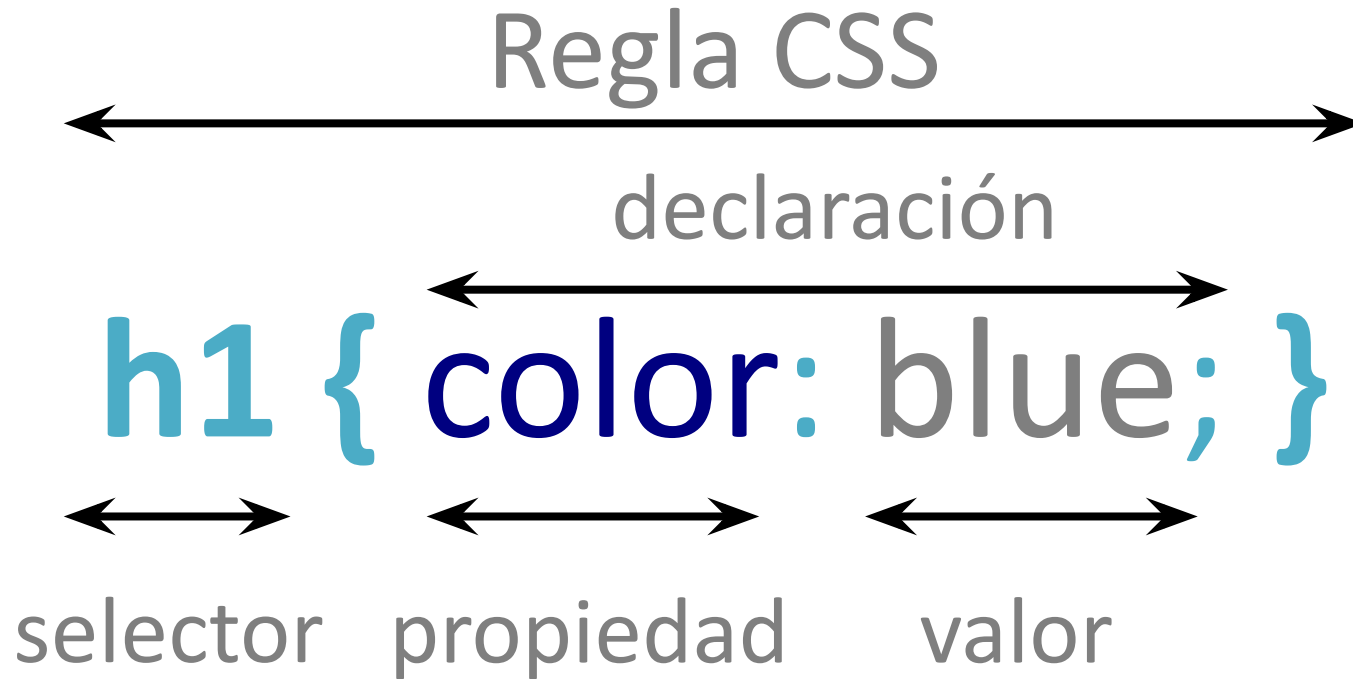 Regla CSS
declaración
h1 { color: blue; }
selector propiedad valor